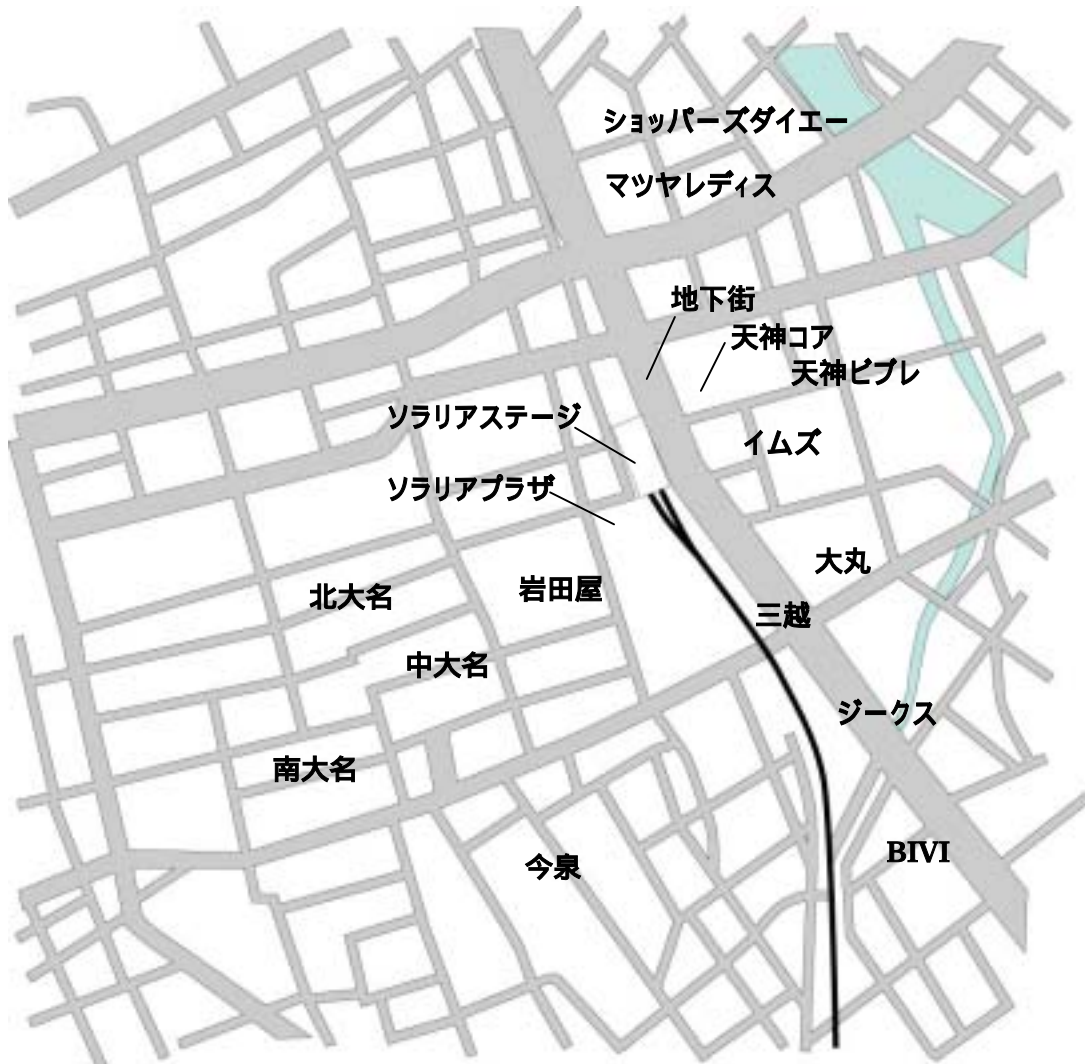 ショッパーズダイエー
マツヤレディス
地下街
天神コア
天神ビブレ
ソラリアステージ
イムズ
ソラリアプラザ
大丸
岩田屋
北大名
三越
中大名
ジークス
南大名
今泉
BIVI